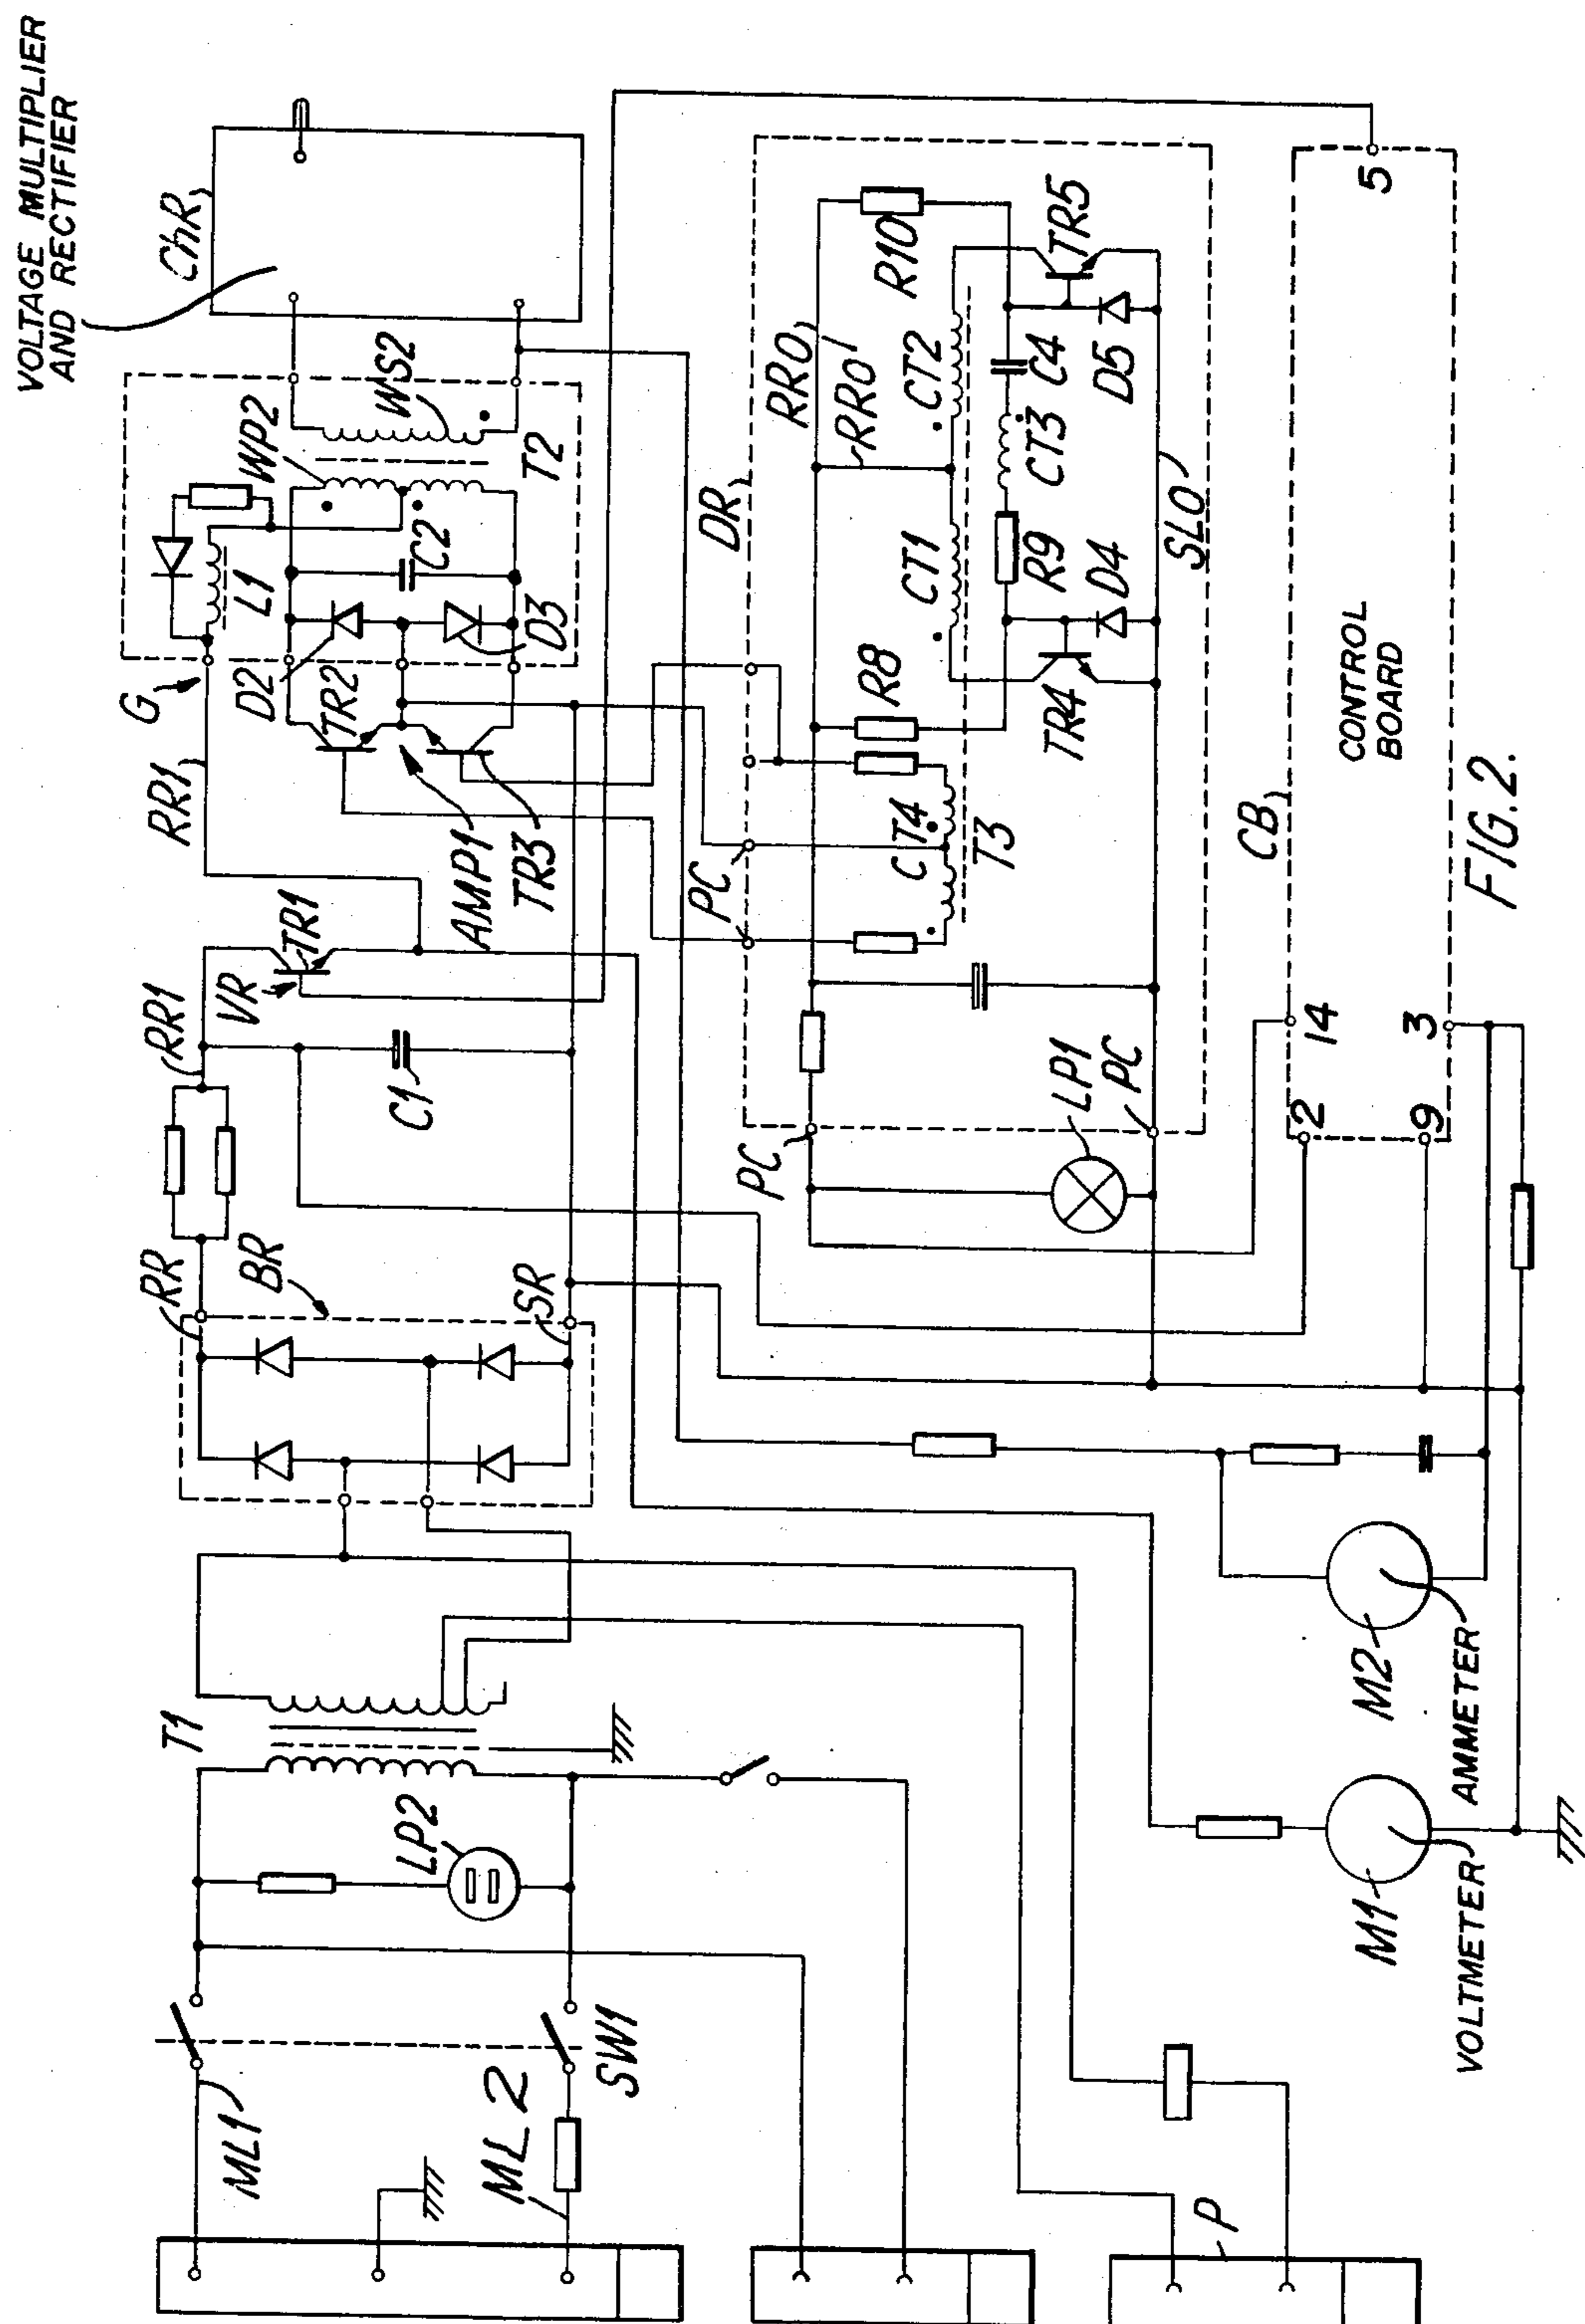 VOLTAGE MULTIPLIER
AND RECTIFIER
ChR
WP2
WS2
T2
L1
C2
G
D2
D3
TR2
RR1
AMP1
TR3
TR1
VR
RR1
C1
RR
BR
SR
T1
LP2
ML1
ML 2
SW1
DR
RRO
RRO'
R10
CT2
TR5
C4
D5
CT3
CT1
R9
D4
SLO
R8
TR4
CT4
T3
PC
PC
LP1
PC
CB
CONTROL
BOARD
5
14
2
3
9
M2
AMMETER
M1
VOLTMETER
P
FIG.2.